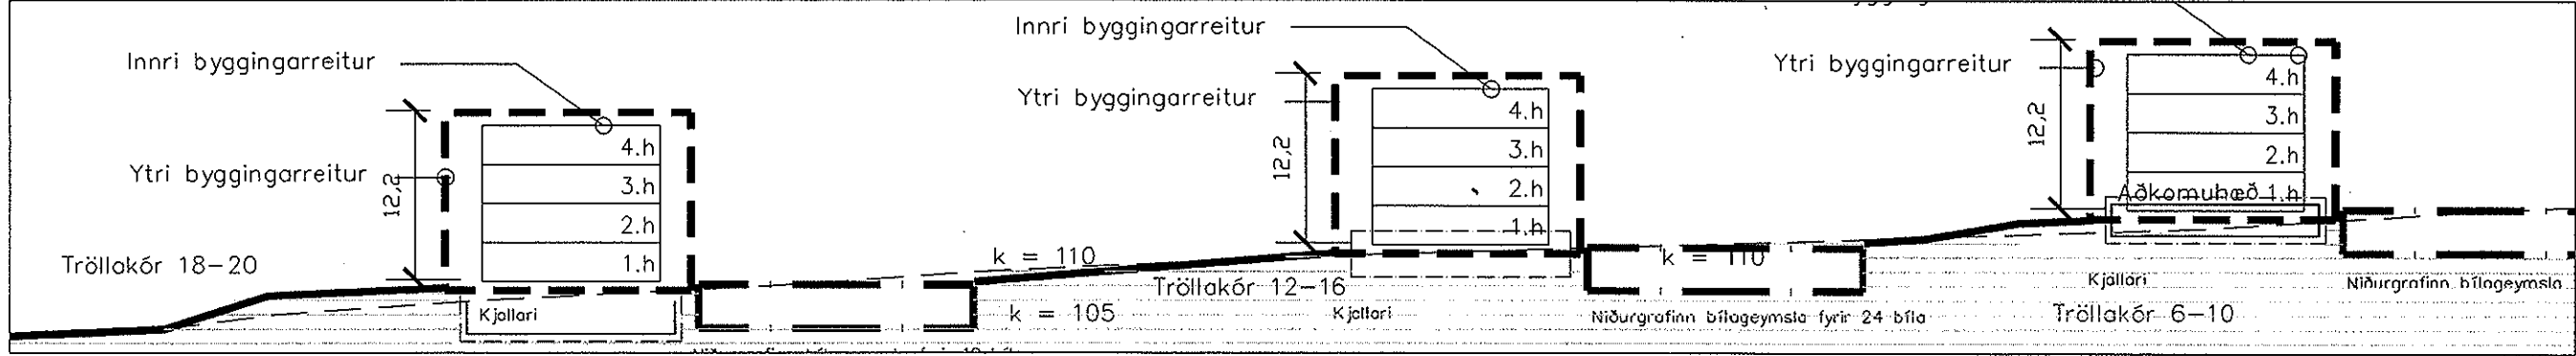 Innri byggingarreitur
Ytri byggingarreitur
12,2
4.h
3.h
2.h
1.h
Tröllakór 18-20
Kjallari
k = 110
k = 105
Innri byggingarreitur
Ytri byggingarreitur
12,2
4.h
3.h
2.h
1.h
Tröllakór 12-16
Kjallari
k = 110
Niðurgrafinn bílageymsla fyrir 24 bíla
Ytri byggingarreitur
12,2
4.h
3.h
2.h
Aðkomuhæð 1.h
Kjallari
Tröllakór 6-10
Niðurgrafinn bílageymsla